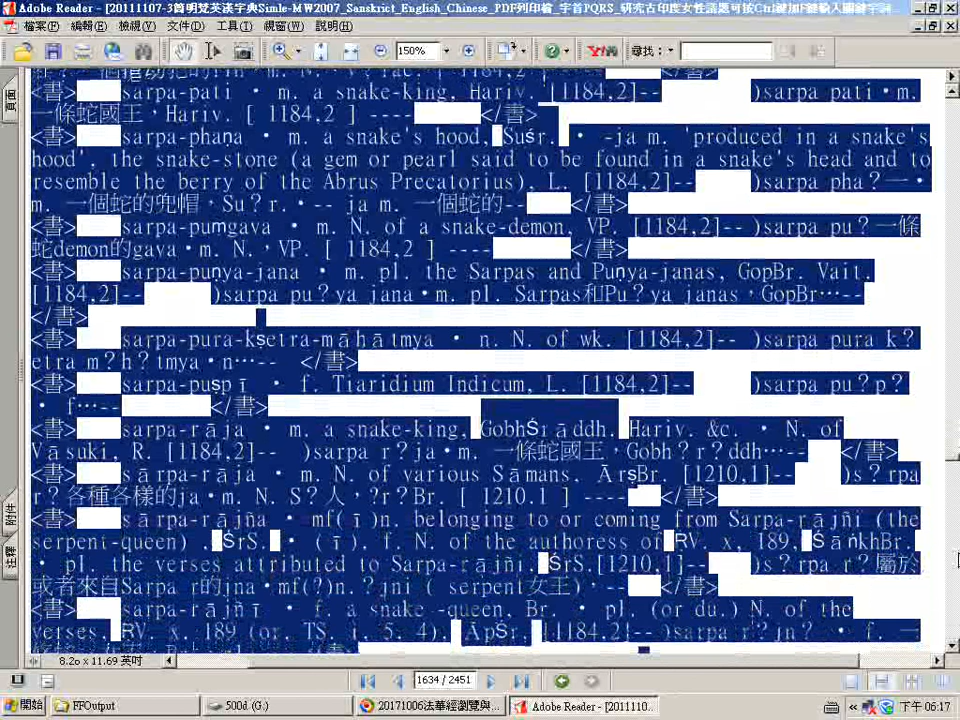 Adobe Reader - [20111107-3簡明梵英漢字典Simle-MW2007_Sanskrict_English_Chinese_PDF列印檔_字首PQRS_研究古印度女性議題可按Ctrl鍵加F鍵輸入關鍵字詞
檔案(F) 編輯(E) 檢視(V) 文件(D) 工具(T) 視窗(W) 說明(H)
150% 尋找：
頁面
<書> sarpa-pati • m. a snake-king, Hariv. [1184,2]-- )sarpa pati•m.
一條蛇國王，Hariv. [ 1184,2 ] ---- </書>
<書> sarpa-phaṇa • m. a snake's hood, Suśr. • -ja m. 'produced in a snake's
hood', the snake-stone (a gem or pearl said to be found in a snake's head and to
resemble the berry of the Abrus Precatorius), L. [1184,2]-- )sarpa pha?一•
m. 一個蛇的兜帽，Su?r.•-- ja m. 一個蛇的-- </書>
<書> sarpa-puṃgava • m. N. of a snake-demon, VP. [1184,2]-- )sarpa pu?一條
蛇demon的gava•m. N.，VP. [ 1184,2 ] ---- </書>
<書> sarpa-puṇya-jana • m. pl. the Sarpas and Puṇya-janas, GopBr. Vait.
[1184,2]-- )sarpa pu?ya jana•m. pl. Sarpas和Pu?ya janas，GopBr…--
</書>
<書> sarpa-pura-kṣetra-māhātmya • n. N. of wk. [1184,2]-- )sarpa pura k?
etra m?h?tmya•n…-- </書>
<書> sarpa-puṣpī • f. Tiaridium Indicum, L. [1184,2]-- )sarpa pu?p?
• f…-- </書>
<書> sarpa-rāja • m. a snake-king, GobhŚrāddh. Hariv. &c. • N. of
Vāsuki, R. [1184,2]-- )sarpa r?ja•m. 一條蛇國王，Gobh?r?ddh…-- </書>
<書> sārpa-rāja • m. N. of various Sāmans, ĀrṣBr. [1210,1]-- )s?rpa
r?各種各樣的ja•m. N. S?人，?r?Br. [ 1210.1 ] ---- </書>
<書> sārpa-rājña • mf(ī)n. belonging to or coming from Sarpa-rājñi (the
serpent-queen) , ŚrS. • (ī). f. N. of the authoress of RV. x, 189, ŚāṅkhBr.
• pl. the verses attributed to Sarpa-rājñi, ŚrS.[1210,1]-- )s?rpa r?屬於
或者來自Sarpa r的jna•mf(?)n. ?jni ( serpent女王)• </書>
<書> sarpa-rājñī • f. a snake -queen, Br. • pl. (or du.) N. of the
verses, RV. x, 189 (or, TS. i, 5, 4), ĀpŚr. [1184,2]-- )sarpa r?jn? • f. 一
附件
注釋
8.2o x 11.69 英吋
1634 / 2451
開始 FFOutput 500d (G:) 20171006法華經瀏覽與... Adobe Reader - [2011110... 下午 06:17